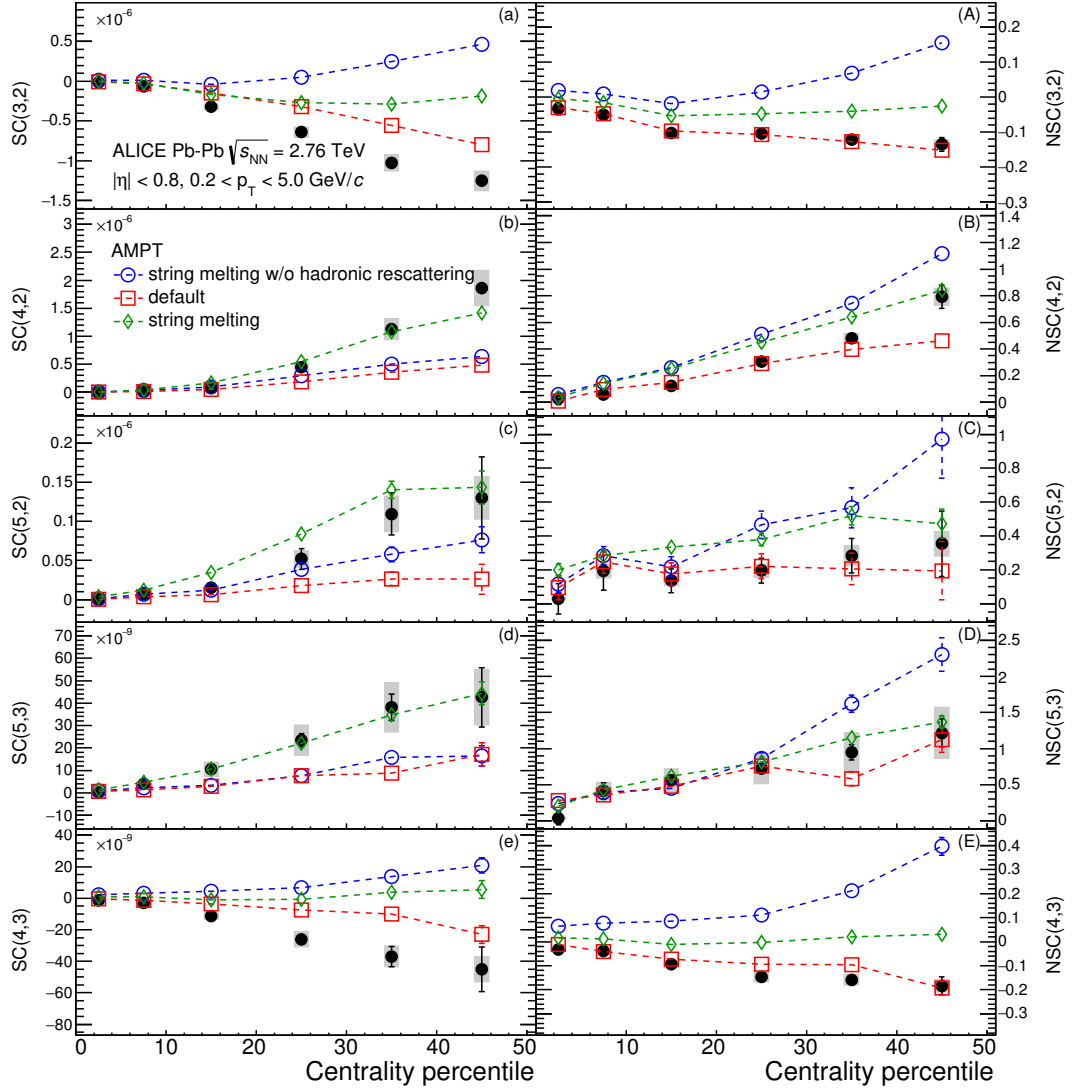 ×10⁻⁶ (a) (A) 0.2
0.5 0.1
0 0
−0.5 −0.1
−1 −0.2
−1.5 −0.3
SC(3,2) NSC(3,2)
ALICE Pb-Pb √s_NN = 2.76 TeV
|η| < 0.8, 0.2 < p_T < 5.0 GeV/c
×10⁻⁶ (b) (B) 1.4
3 1.2
2.5 1
2 0.8
1.5 0.6
1 0.4
0.5 0.2
0 0
SC(4,2) NSC(4,2)
AMPT
string melting w/o hadronic rescattering
default
string melting
×10⁻⁶ (c) (C) 1
0.2 0.8
0.15 0.6
0.1 0.4
0.05 0.2
0 0
SC(5,2) NSC(5,2)
×10⁻⁹ (d) (D) 2.5
70 2
60 1.5
50 1
40 0.5
30 0
20
10
0
−10
SC(5,3) NSC(5,3)
×10⁻⁹ (e) (E) 0.4
40 0.3
20 0.2
0 0.1
−20 0
−40 −0.1
−60 −0.2
−80 −0.3
SC(4,3) NSC(4,3)
0 10 20 30 40 50 10 20 30 40 50
Centrality percentile Centrality percentile